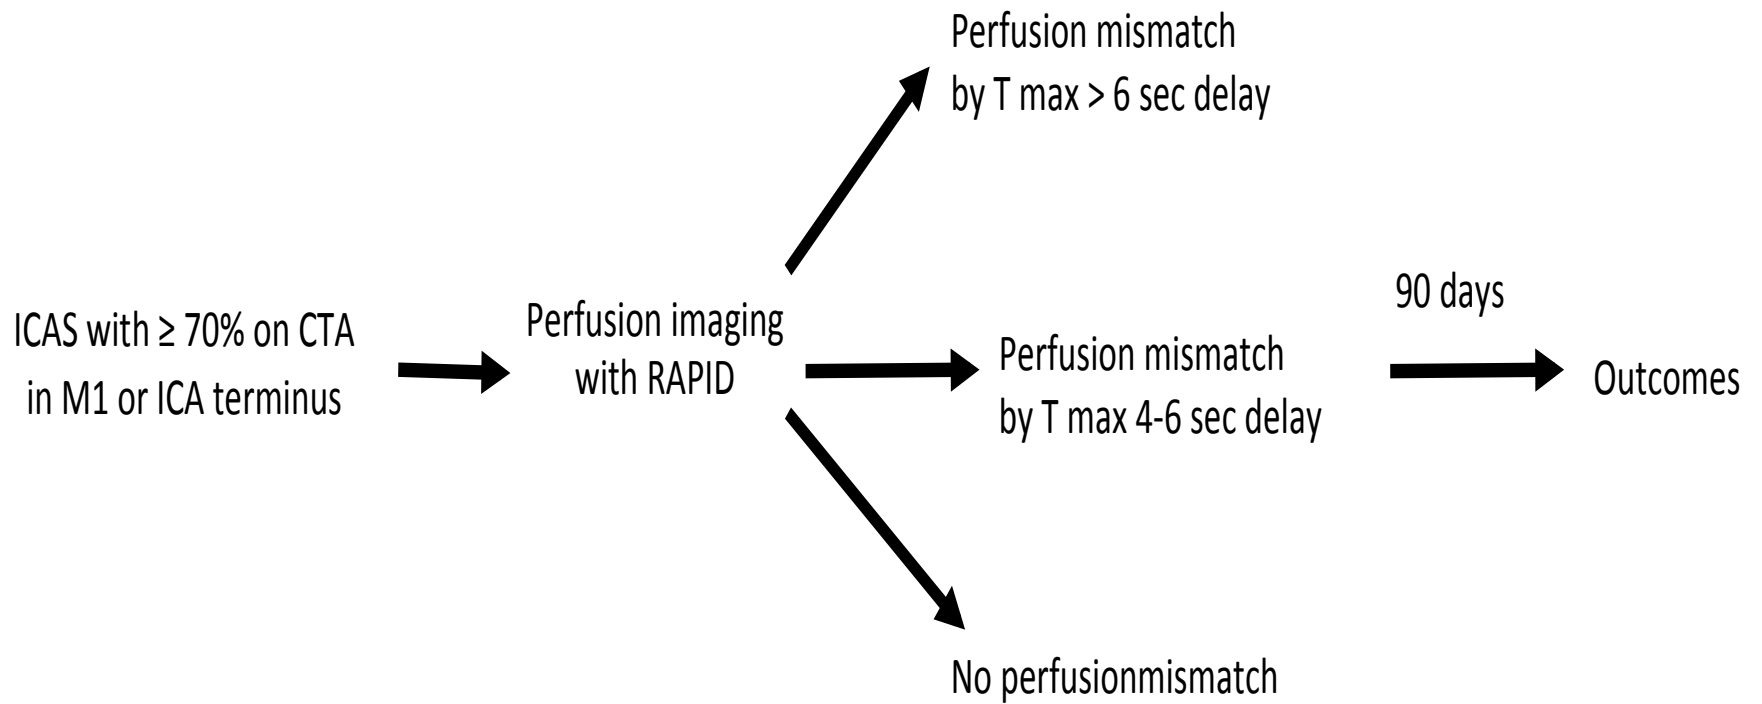 Perfusion mismatch
by T max > 6 sec delay
ICAS with ≥ 70% on CTA
in M1 or ICA terminus
Perfusion imaging
with RAPID
Perfusion mismatch
by T max 4-6 sec delay
90 days
Outcomes
No perfusionmismatch